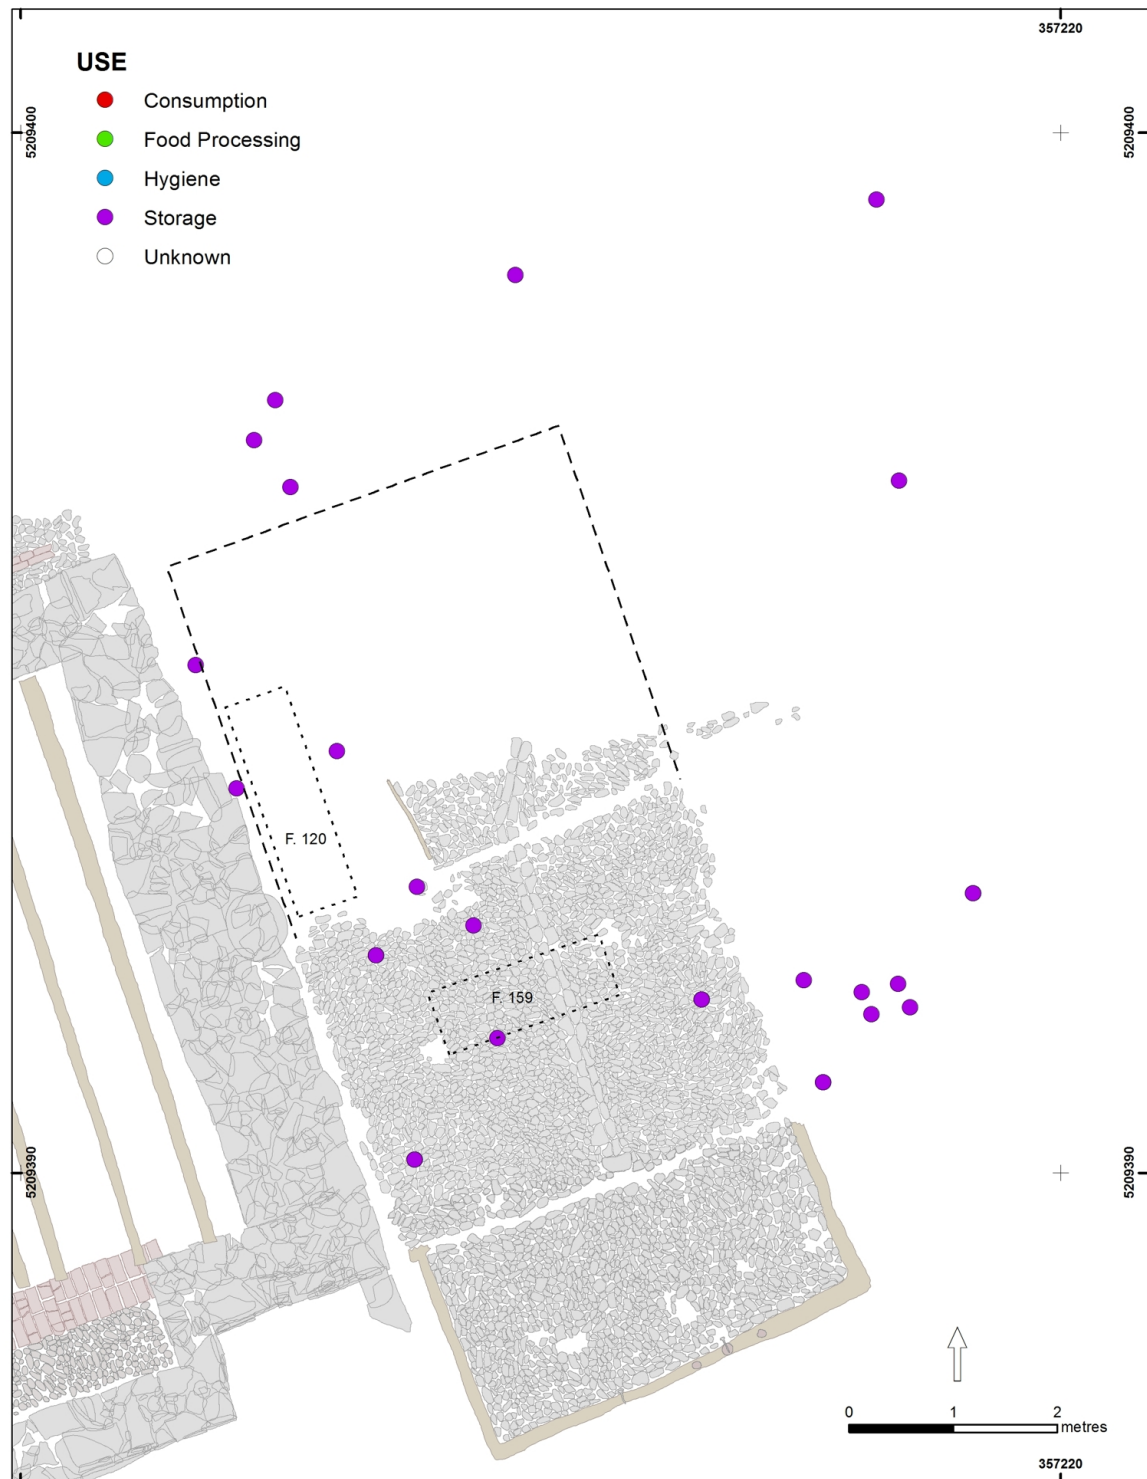 357220
USE
Consumption
Food Processing
Hygiene
Storage
Unknown
5209400
5209400
F. 120
F. 159
5209390
5209390
0 1 2
metres
357220